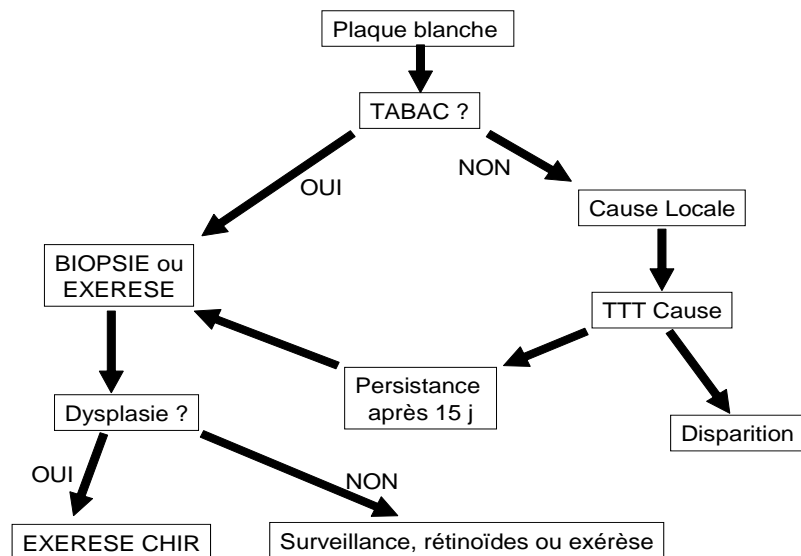 Plaque blanche
TABAC ?
OUI
NON
Cause Locale
BIOPSIE ou
EXERESE
TTT Cause
Persistance
après 15 j
Dysplasie ?
Disparition
OUI
NON
EXERESE CHIR
Surveillance, rétinoïdes ou exérèse